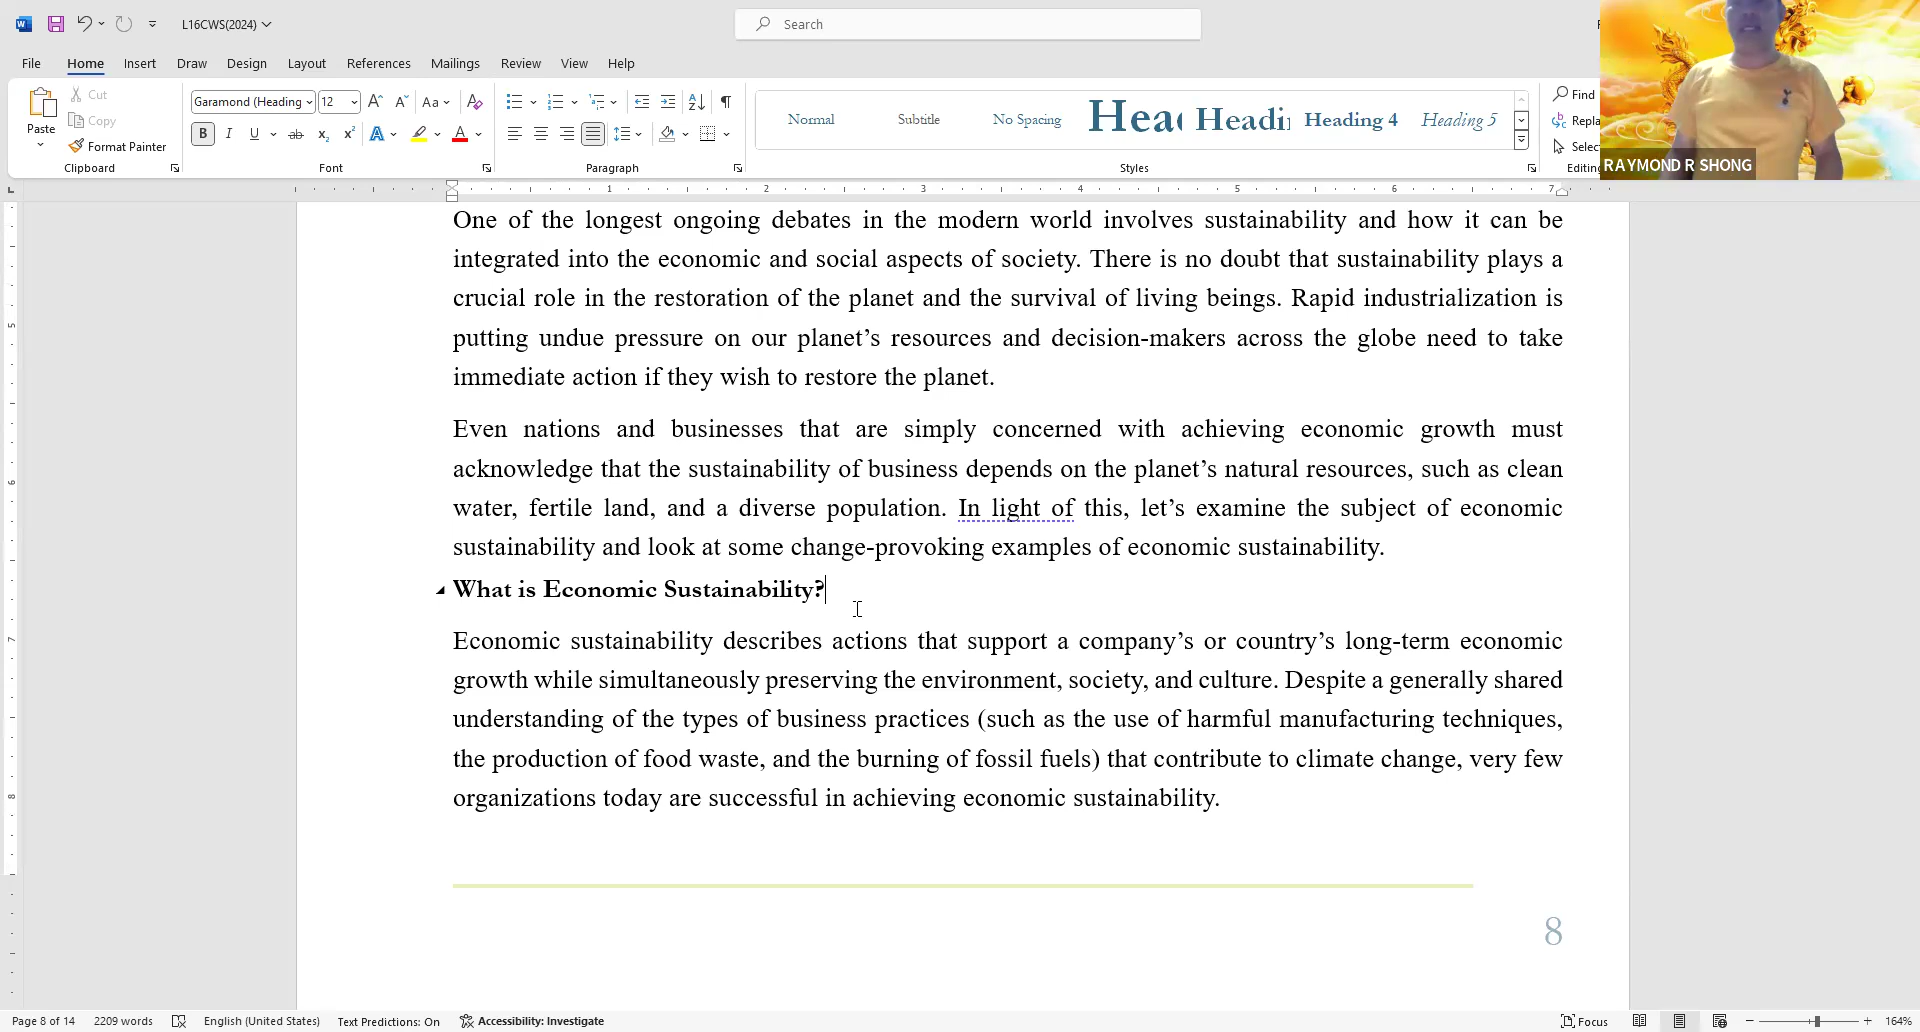 L16CWS(2024)
Search
File Home Insert Draw Design Layout References Mailings Review View Help
Paste
Cut
Copy
Format Painter
Clipboard
Garamond (Heading 12
Aa
B I U ab x₂ x² A A
Font
Paragraph
Normal Subtitle No Spacing Heading 4 Heading 5
Styles
Find
Editing
RAYMOND R SHONG
1 2 3 4 5 6 7
One of the longest ongoing debates in the modern world involves sustainability and how it can be
integrated into the economic and social aspects of society. There is no doubt that sustainability plays a
crucial role in the restoration of the planet and the survival of living beings. Rapid industrialization is
putting undue pressure on our planet’s resources and decision-makers across the globe need to take
immediate action if they wish to restore the planet.
Even nations and businesses that are simply concerned with achieving economic growth must
acknowledge that the sustainability of business depends on the planet’s natural resources, such as clean
water, fertile land, and a diverse population. In light of this, let’s examine the subject of economic
sustainability and look at some change-provoking examples of economic sustainability.
What is Economic Sustainability?
Economic sustainability describes actions that support a company’s or country’s long-term economic
growth while simultaneously preserving the environment, society, and culture. Despite a generally shared
understanding of the types of business practices (such as the use of harmful manufacturing techniques,
the production of food waste, and the burning of fossil fuels) that contribute to climate change, very few
organizations today are successful in achieving economic sustainability.
8
Page 8 of 14 2209 words English (United States) Text Predictions: On Accessibility: Investigate Focus 164%